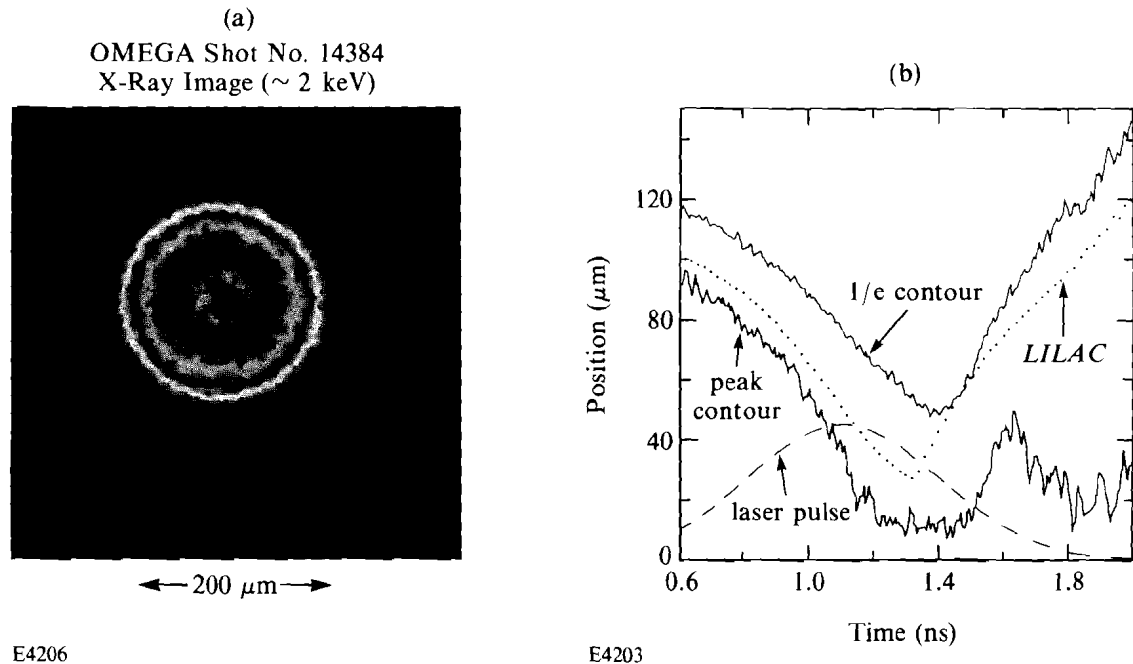 (a)
OMEGA Shot No. 14384
X-Ray Image (~ 2 keV)
200 μm
E4206
(b)
Position (μm)
120
80
40
0
0.6
1.0
1.4
1.8
Time (ns)
1/e contour
LILAC
peak
contour
laser pulse
E4203